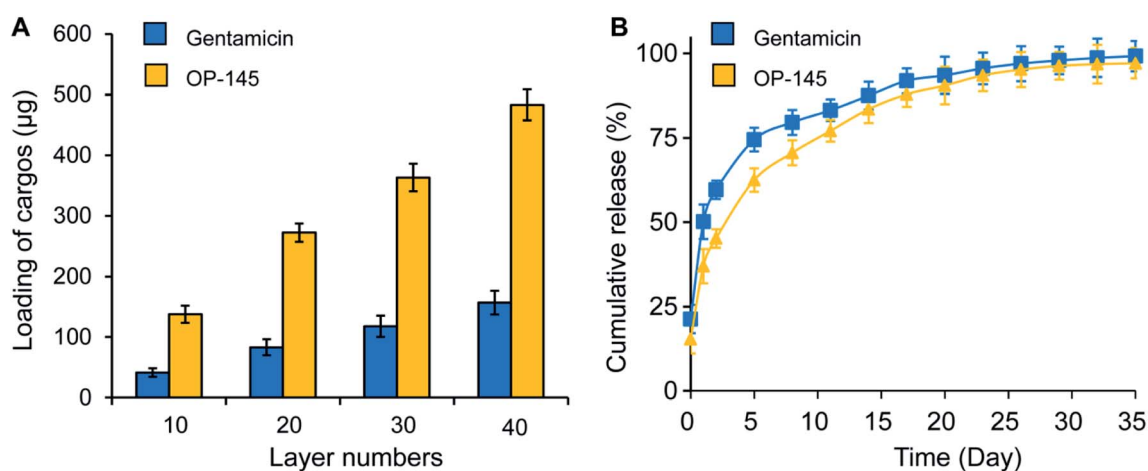 A
Gentamicin
OP-145
Loading of cargos (µg)
600
500
400
300
200
100
0
10 20 30 40
Layer numbers
B
Gentamicin
OP-145
Cumulative release (%)
100
75
50
25
0
0 5 10 15 20 25 30 35
Time (Day)